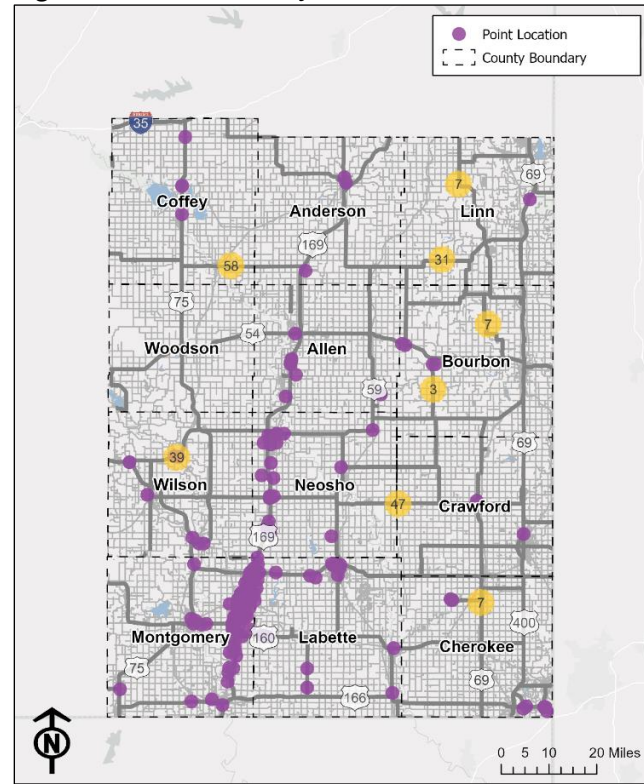 Point Location
County Boundary
INTERSTATE
35
69
7
Coffey
Anderson
Linn
169
58
31
75
7
54
Woodson
Allen
Bourbon
59
3
69
39
Wilson
Neosho
47
Crawford
169
7
400
Montgomery
160
Labette
Cherokee
75
69
166
N
0 5 10 20 Miles